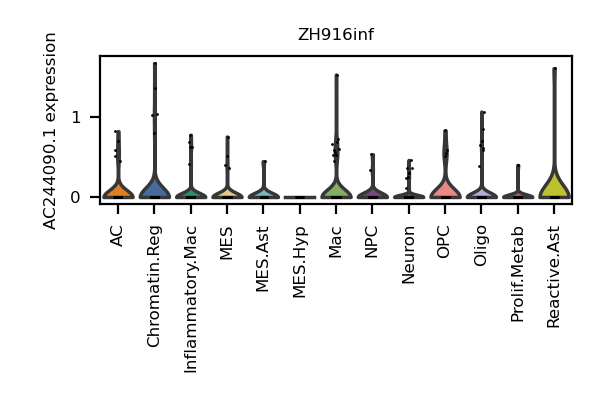 ZH916inf
AC244090.1 expression
1
0
AC
Chromatin.Reg
Inflammatory.Mac
MES
MES.Ast
MES.Hyp
Mac
NPC
Neuron
OPC
Oligo
Prolif.Metab
Reactive.Ast